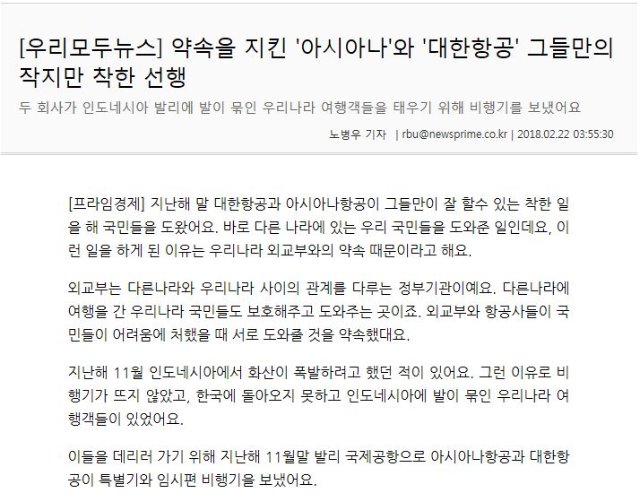 [우리모두뉴스] 약속을 지킨 '아시아나'와 '대한항공' 그들만의
작지만 착한 선행
두 회사가 인도네시아 발리에 발이 묶인 우리나라 여행객들을 태우기 위해 비행기를 보냈어요
노병우 기자 | rbu@newsprime.co.kr | 2018.02.22 03:55:30
[프라임경제] 지난해 말 대한항공과 아시아나항공이 그들만이 잘 할수 있는 착한 일
을 해 국민들을 도왔어요. 바로 다른 나라에 있는 우리 국민들을 도와준 일인데요, 이
런 일을 하게 된 이유는 우리나라 외교부와의 약속 때문이라고 해요.
외교부는 다른나라와 우리나라 사이의 관계를 다루는 정부기관이예요. 다른나라에
여행을 간 우리나라 국민들도 보호해주고 도와주는 곳이죠. 외교부와 항공사들이 국
민들이 어려움에 처했을 때 서로 도와줄 것을 약속했대요.
지난해 11월 인도네시아에서 화산이 폭발하려고 했던 적이 있어요. 그런 이유로 비
행기가 뜨지 않았고, 한국에 돌아오지 못하고 인도네시아에 발이 묶인 우리나라 여
행객들이 있었어요.
이들을 데리러 가기 위해 지난해 11월말 발리 국제공항으로 아시아나항공과 대한항
공이 특별기와 임시편 비행기를 보냈어요.